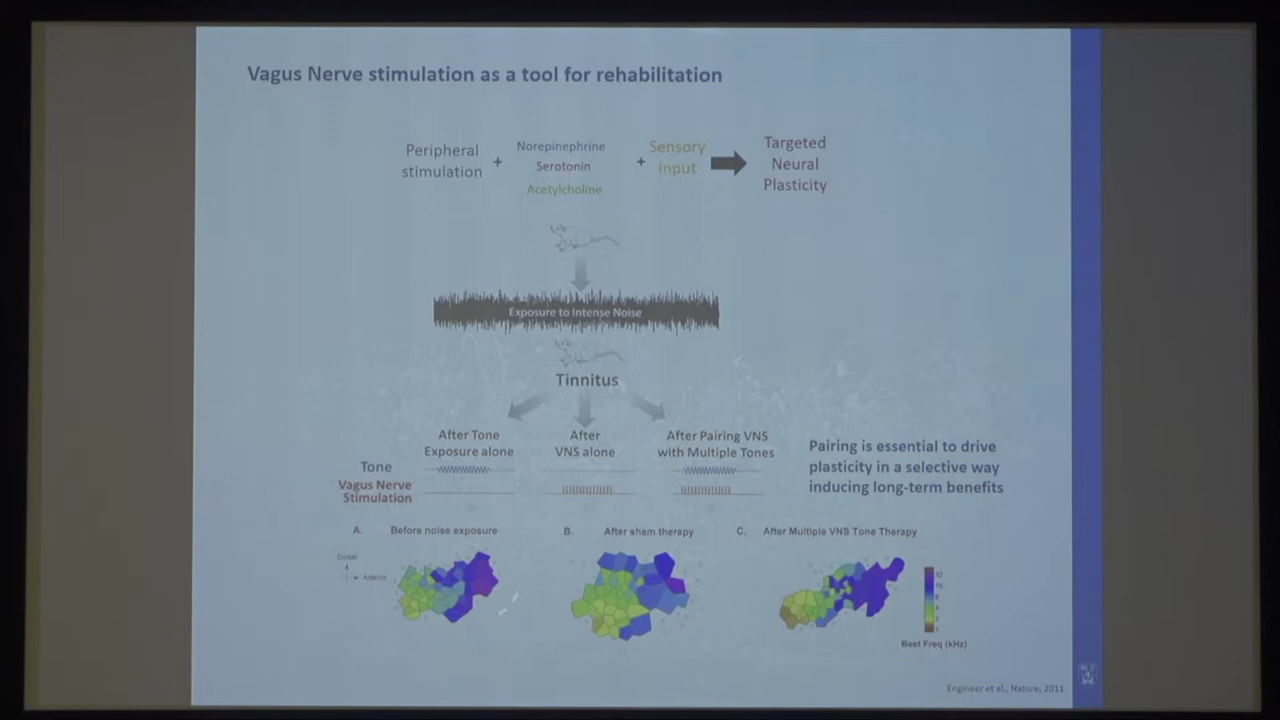 Vagus Nerve stimulation as a tool for rehabilitation
Peripheral
stimulation
+
Norepinephrine
Serotonin
Acetylcholine
+
Sensory
Input
Targeted
Neural
Plasticity
Exposure to Intense Noise
Tinnitus
After Tone
Exposure alone
After
VNS alone
After Pairing VNS
with Multiple Tones
Tone
Vagus Nerve
Stimulation
Pairing is essential to drive
plasticity in a selective way
inducing long-term benefits
A. Before noise exposure
B. After sham therapy
C. After Multiple VNS Tone Therapy
Dorsal
Anterior
Best Freq (kHz)
Engineer et al., Nature, 2011